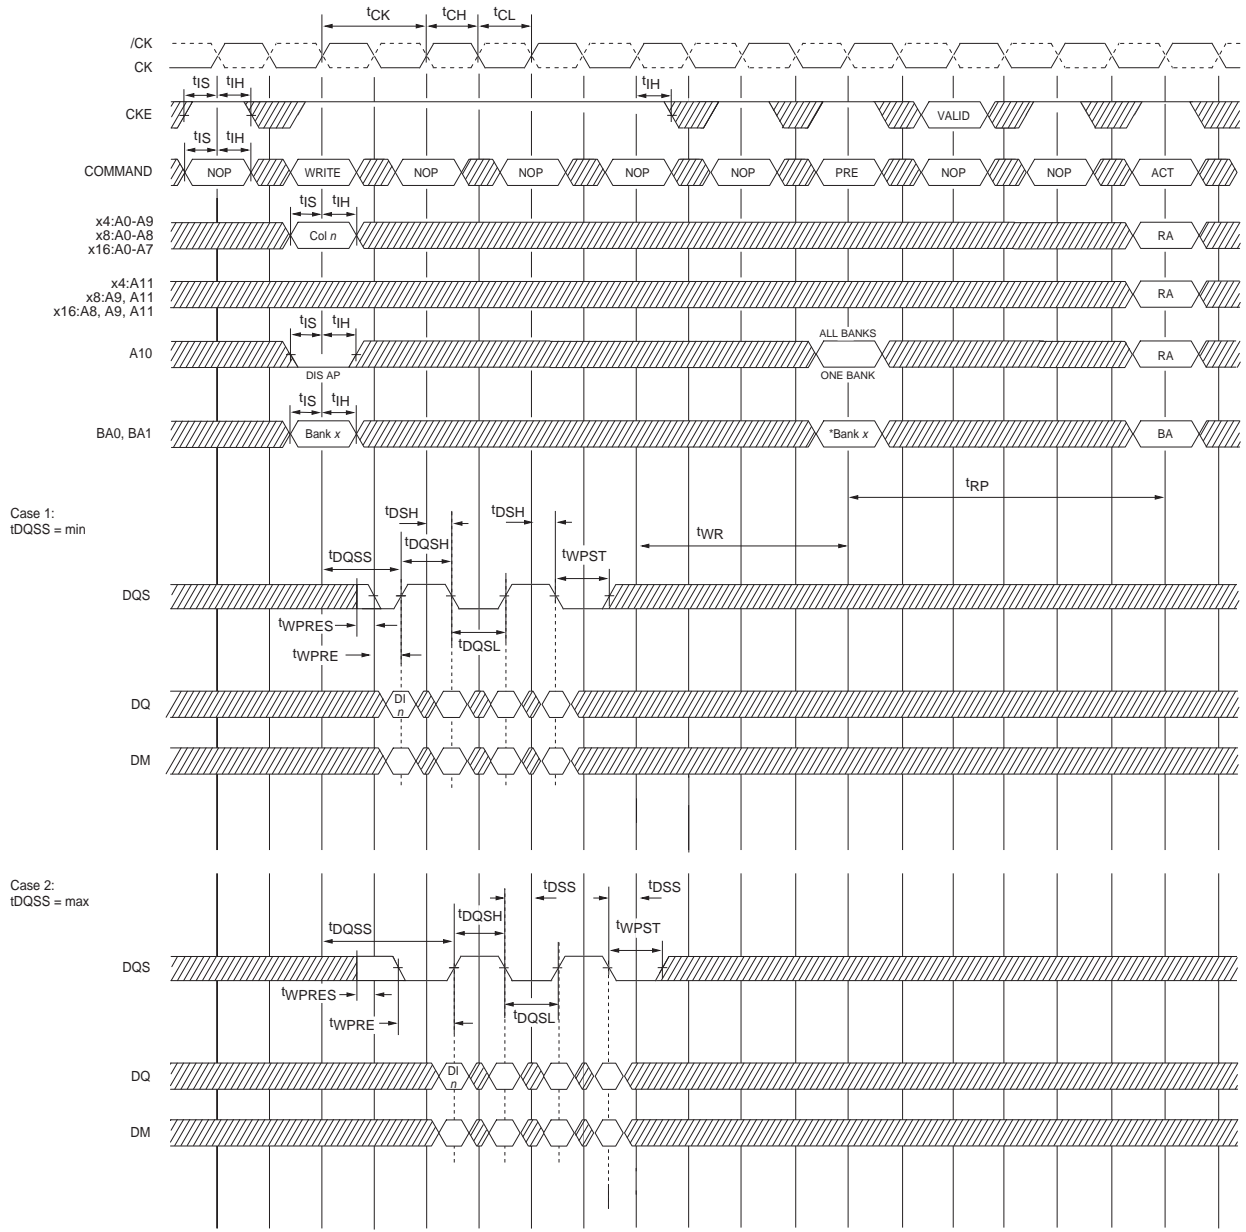 tCK tCH tCL
/CK
CK
tIS tIH tIH
CKE VALID
tIS tIH
COMMAND NOP WRITE NOP NOP NOP NOP PRE NOP NOP ACT
tIS tIH
x4:A0-A9
x8:A0-A8
x16:A0-A7
Col n RA
x4:A11
x8:A9, A11
x16:A8, A9, A11
RA
tIS tIH ALL BANKS
A10 RA
DIS AP ONE BANK
tIS tIH
BA0, BA1 Bank x *Bank x BA
tRP
Case 1:
tDQSS = min
tDSH tDSH
tDQSH tWR
tDQSS tWPST
DQS
tWPRES tDQSL
tWPRE
DQ DI
n
DM
Case 2:
tDQSS = max
tDSS tDSS
tDQSH
tDQSS tWPST
DQS
tWPRES
tDQSL
tWPRE
DQ DI
n
DM